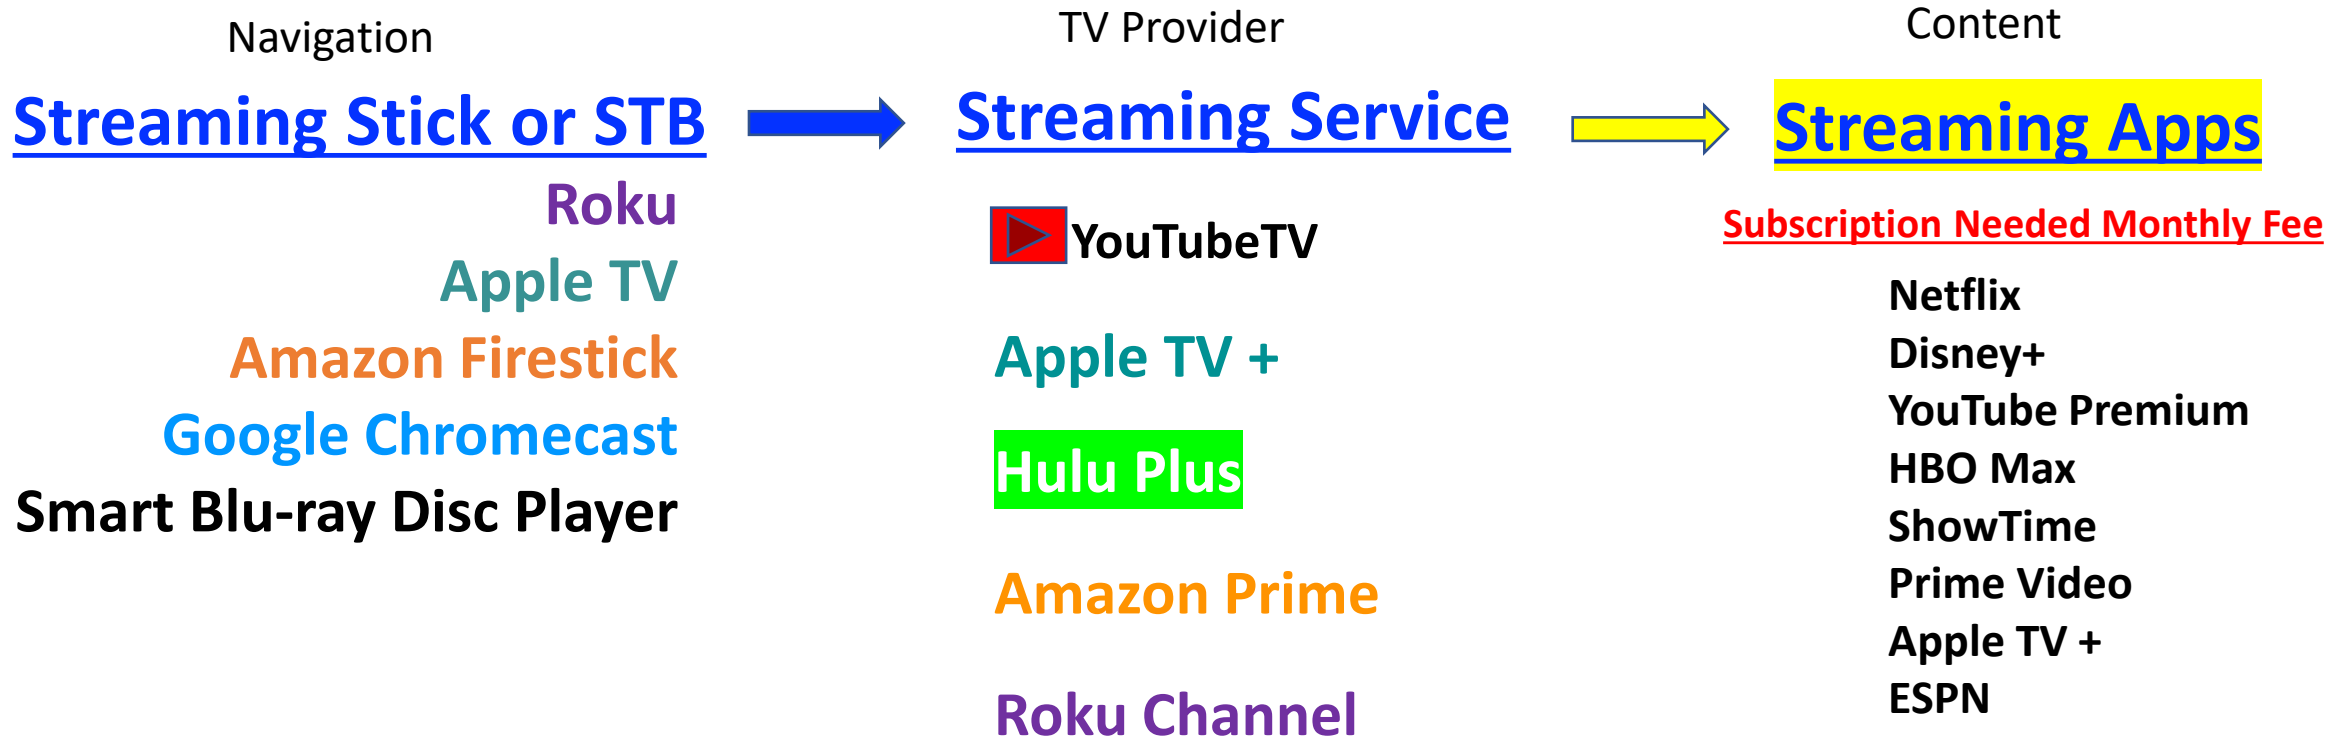 Navigation
Streaming Stick or STB
Roku
Apple TV
Amazon Firestick
Google Chromecast
Smart Blu-ray Disc Player
TV Provider
Streaming Service
YouTubeTV
Apple TV +
Hulu Plus
Amazon Prime
Roku Channel
Content
Streaming Apps
Subscription Needed Monthly Fee
Netflix
Disney+
YouTube Premium
HBO Max
ShowTime
Prime Video
Apple TV +
ESPN